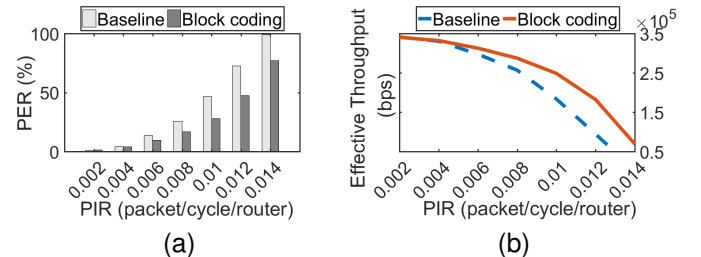 Baseline Block coding
100
50
0
PER (%)
0.002 0.004 0.006 0.008 0.01 0.012 0.014
PIR (packet/cycle/router)
(a)
Baseline Block coding
×10⁵
3.5
2.5
1.5
0.5
Effective Throughput
(bps)
0.002 0.004 0.006 0.008 0.01 0.012 0.014
PIR (packet/cycle/router)
(b)